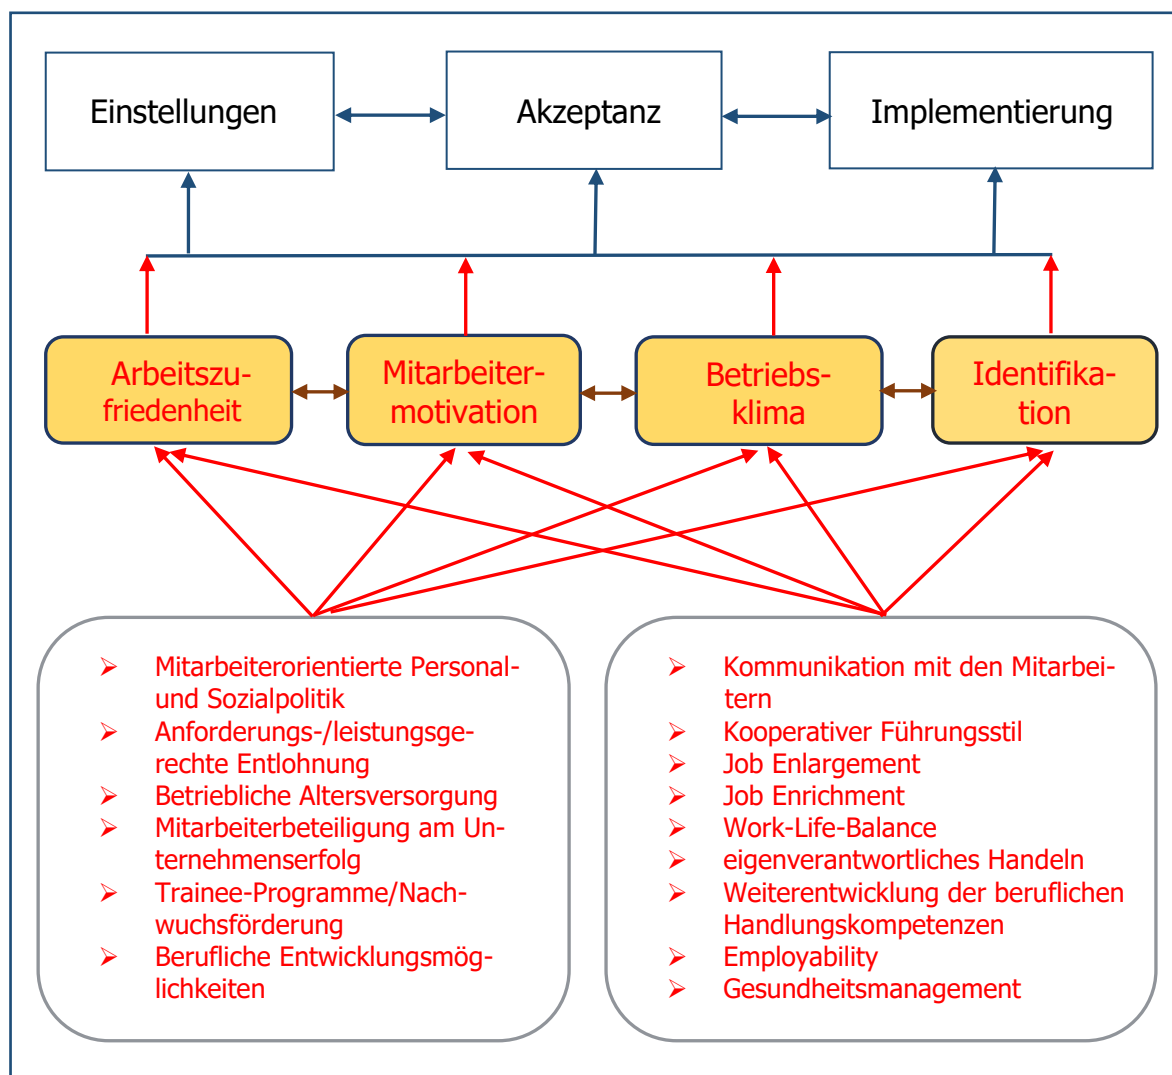 Einstellungen
Akzeptanz
Implementierung
Arbeitszu-
friedenheit
Mitarbeiter-
motivation
Betriebs-
klima
Identifika-
tion
➢ Mitarbeiterorientierte Personal-
und Sozialpolitik
➢ Anforderungs-/leistungsge-
rechte Entlohnung
➢ Betriebliche Altersversorgung
➢ Mitarbeiterbeteiligung am Un-
ternehmenserfolg
➢ Trainee-Programme/Nach-
wuchsförderung
➢ Berufliche Entwicklungsmög-
lichkeiten
➢ Kommunikation mit den Mitarbei-
tern
➢ Kooperativer Führungsstil
➢ Job Enlargement
➢ Job Enrichment
➢ Work-Life-Balance
➢ eigenverantwortliches Handeln
➢ Weiterentwicklung der beruflichen
Handlungskompetenzen
➢ Employability
➢ Gesundheitsmanagement